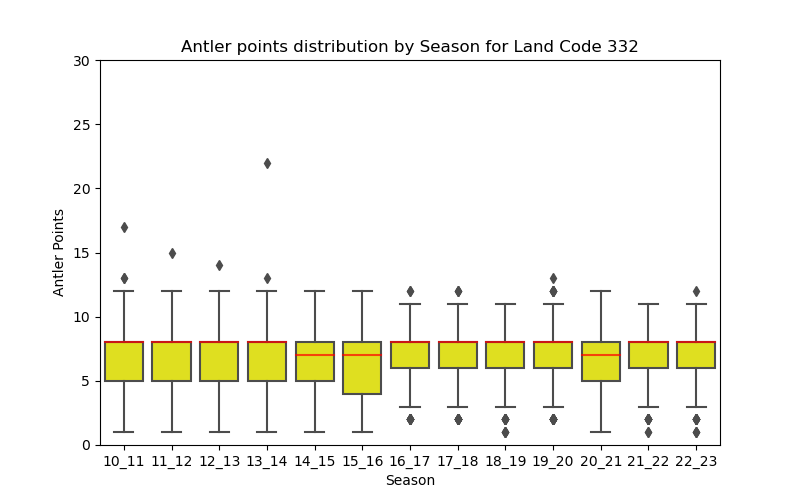 Antler points distribution by Season for Land Code 332
30
25
20
15
10
5
0
Antler Points
10_11 11_12 12_13 13_14 14_15 15_16 16_17 17_18 18_19 19_20 20_21 21_22 22_23
Season